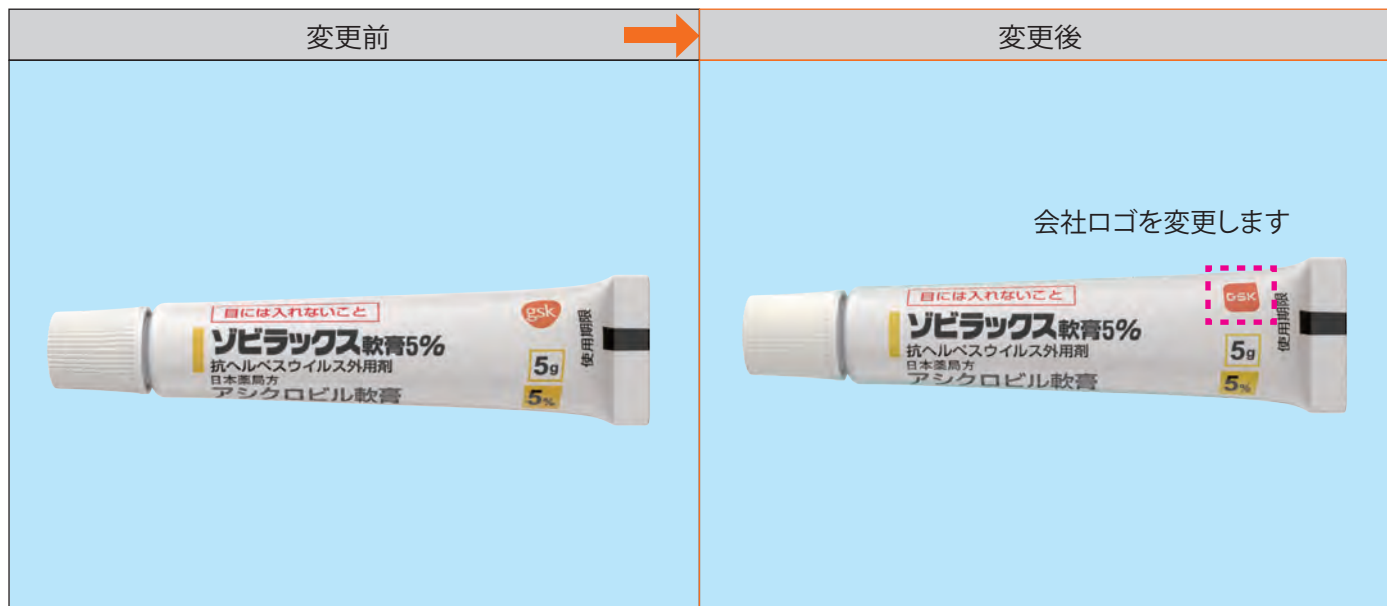 変更前
変更後
目には入れないこと
gsk
ゾビラックス軟膏5%
抗ヘルペスウイルス外用剤
日本薬局方
アシクロビル軟膏
5g
5%
使用期限
会社ロゴを変更します
目には入れないこと
GSK
ゾビラックス軟膏5%
抗ヘルペスウイルス外用剤
日本薬局方
アシクロビル軟膏
5g
5%
使用期限